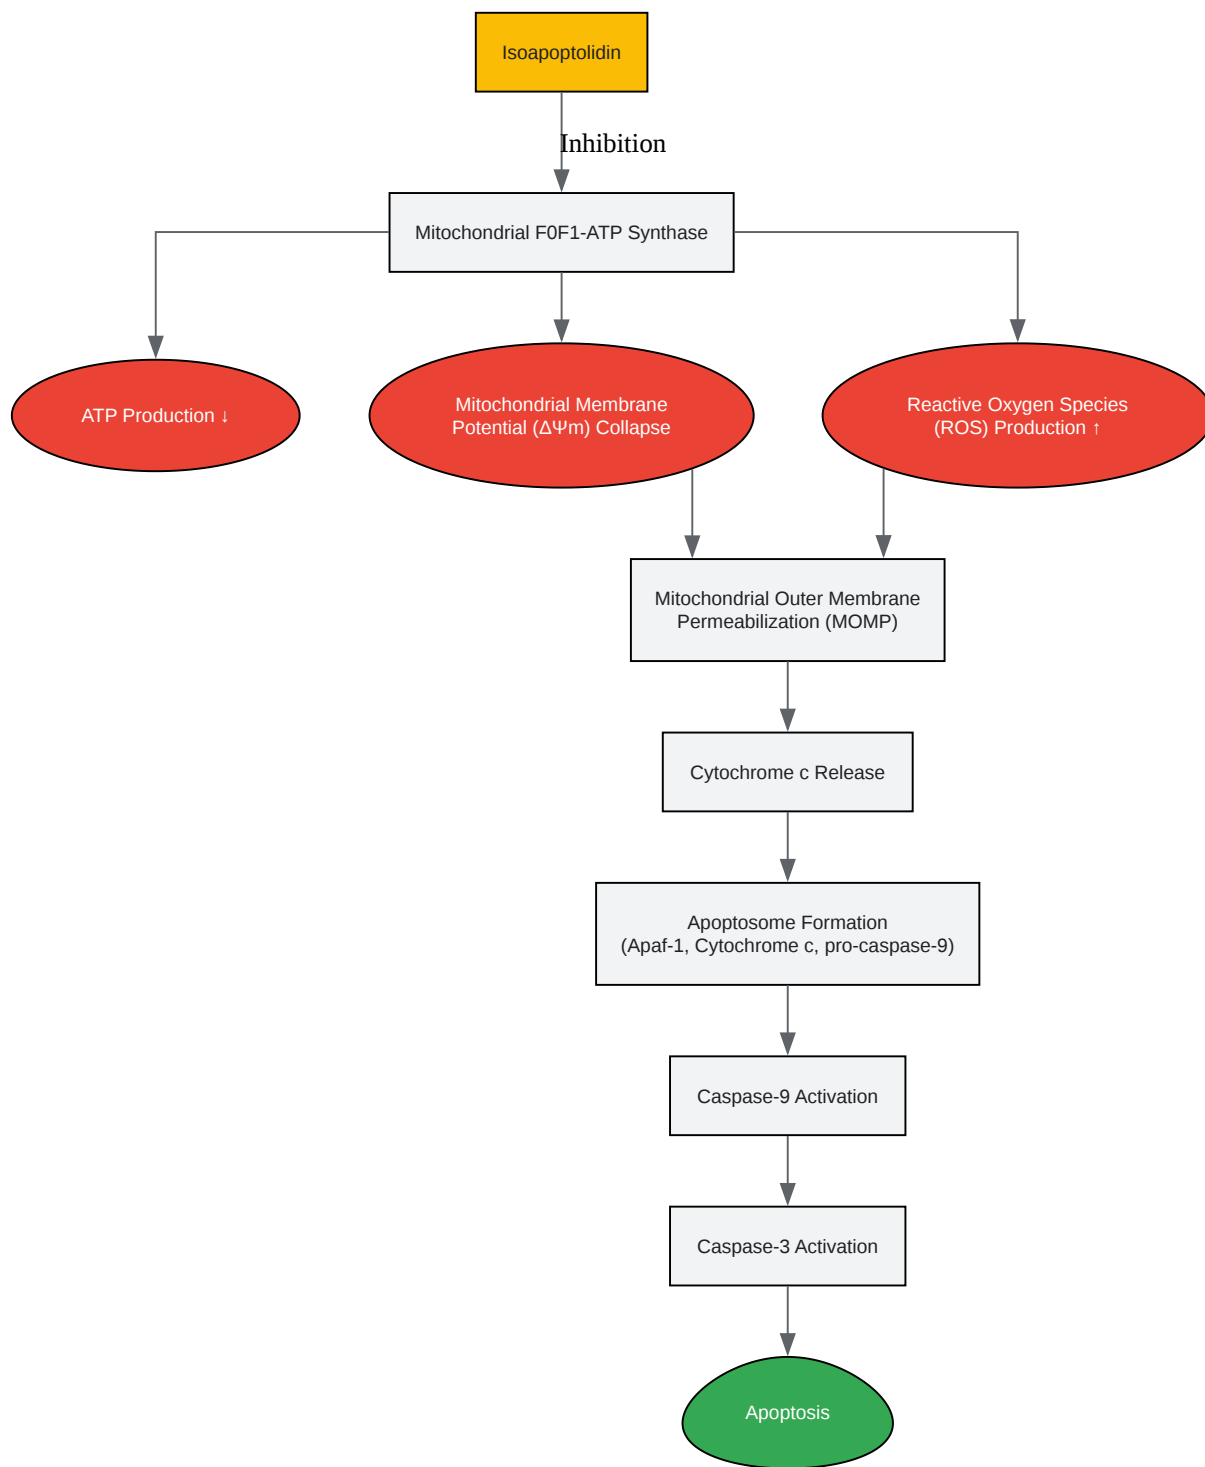 Isoapoptolidin
Inhibition
Mitochondrial F0F1-ATP Synthase
ATP Production ↓
Mitochondrial Membrane
Potential (ΔΨm) Collapse
Reactive Oxygen Species
(ROS) Production ↑
Mitochondrial Outer Membrane
Permeabilization (MOMP)
Cytochrome c Release
Apoptosome Formation
(Apaf-1, Cytochrome c, pro-caspase-9)
Caspase-9 Activation
Caspase-3 Activation
Apoptosis